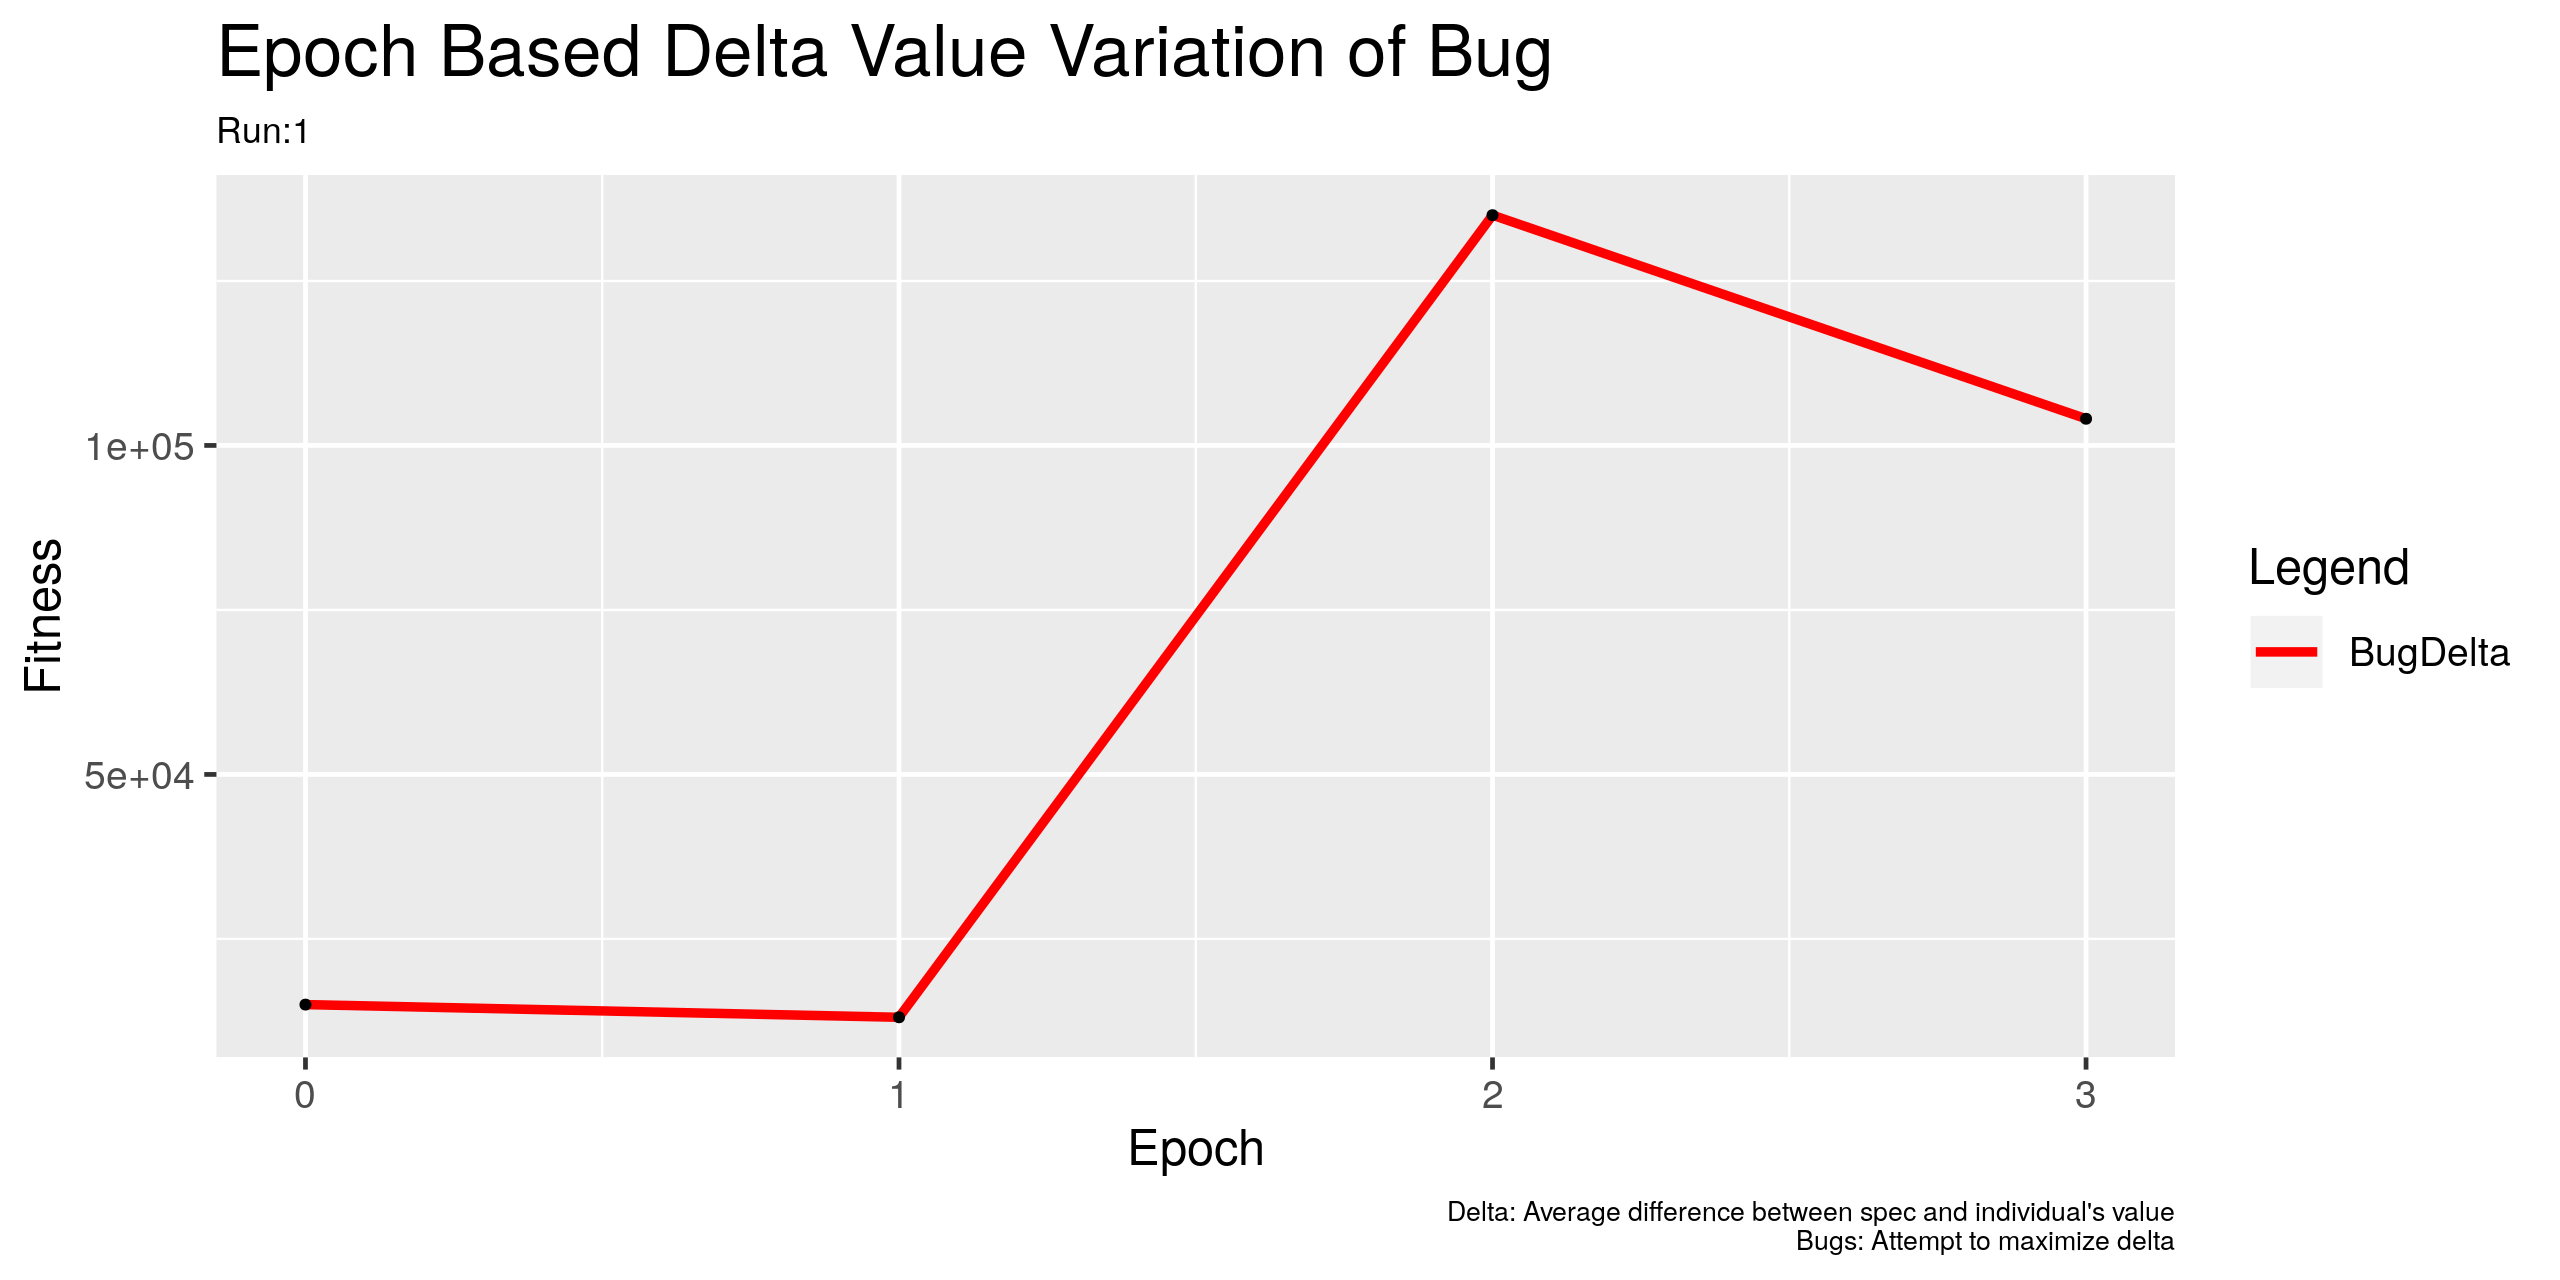 Epoch Based Delta Value Variation of Bug
Run:1
1e+05
5e+04
Fitness
0 1 2 3
Epoch
Legend
BugDelta
Delta: Average difference between spec and individual's value
Bugs: Attempt to maximize delta